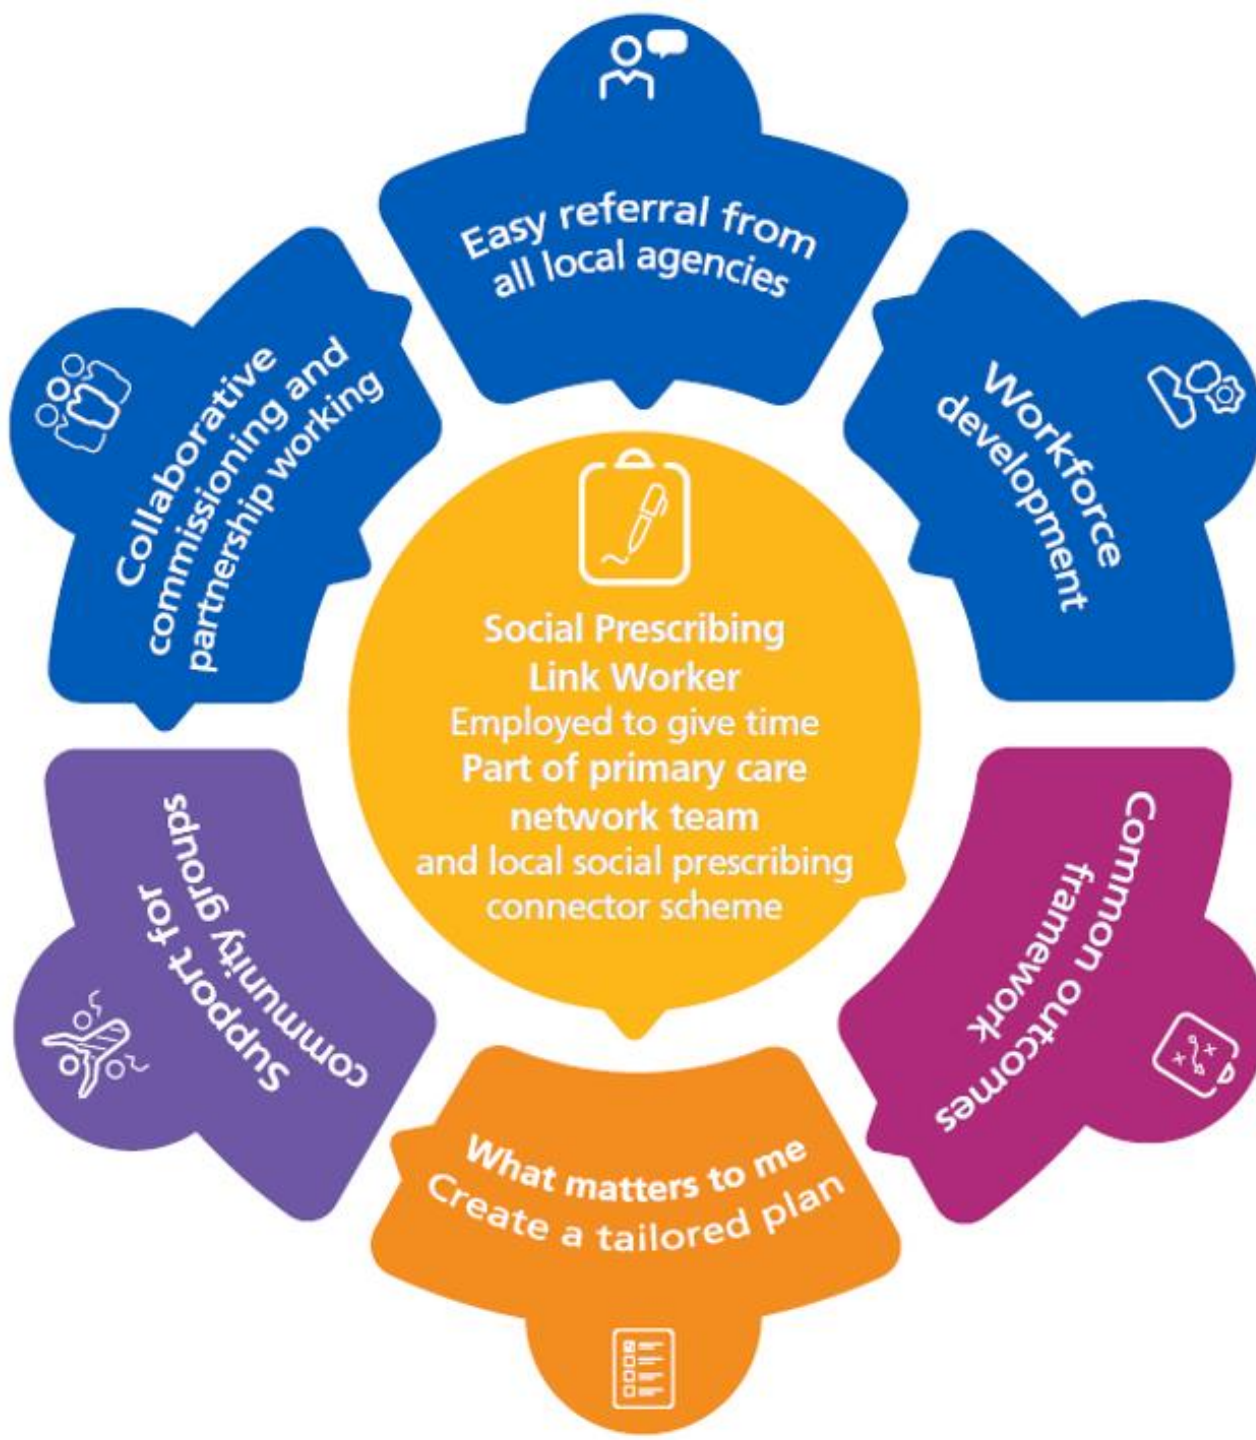 Easy referral from
all local agencies
Workforce
development
Common outcomes
framework
What matters to me
Create a tailored plan
Support for
community groups
Collaborative
commissioning and
partnership working
Social Prescribing
Link Worker
Employed to give time
Part of primary care
network team
and local social prescribing
connector scheme